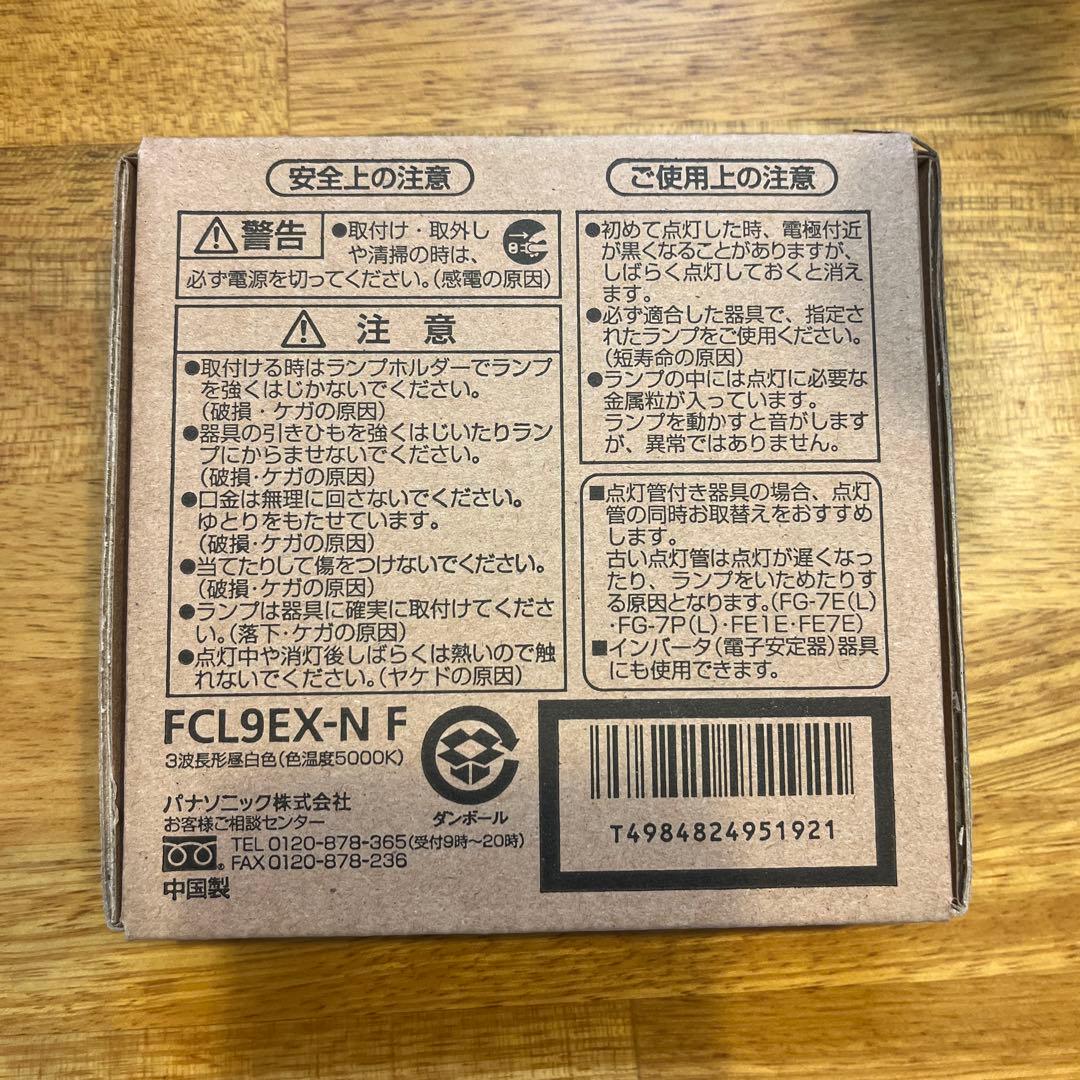 安全上の注意
警告
●取付け・取外し
や清掃の時は、
必ず電源を切ってください。(感電の原因)
注意
●取付ける時はランプホルダーでランプ
を強くはじかないでください。
(破損・ケガの原因)
●器具の引きひもを強くはじいたりラン
プにからませないでください。
(破損・ケガの原因)
●口金は無理に回さないでください。
ゆとりをもたせています。
(破損・ケガの原因)
●当てたりして傷をつけないでください。
(破損・ケガの原因)
●ランプは器具に確実に取付けてくださ
い。(落下・ケガの原因)
●点灯中や消灯後しばらくは熱いので触
れないでください。(ヤケドの原因)
ご使用上の注意
●初めて点灯した時、電極付近
が黒くなることがありますが、
しばらく点灯しておくと消え
ます。
●必ず適合した器具で、指定さ
れたランプをご使用ください。
(短寿命の原因)
●ランプの中には点灯に必要な
金属粒が入っています。
ランプを動かすと音がします
が、異常ではありません。
■点灯管付き器具の場合、点灯
管の同時お取替えをおすすめ
します。
古い点灯管は点灯が遅くなっ
たり、ランプをいためたりす
る原因となります。(FG-7E(L)
・FG-7P(L)・FE1E・FE7E)
■インバータ(電子安定器)器具
にも使用できます。
FCL9EX-N F
3波長形昼白色(色温度5000K)
パナソニック株式会社
お客様ご相談センター
TEL 0120-878-365(受付9時～20時)
FAX 0120-878-236
中国製
ダンボール
T4984824951921